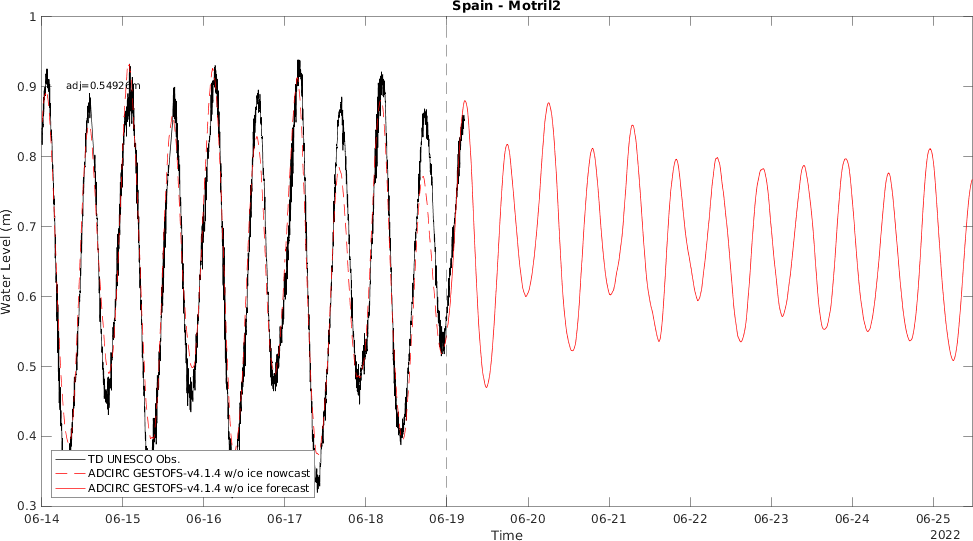 Spain - Motril2
1
0.9
0.8
0.7
0.6
0.5
0.4
0.3
Water Level (m)
TD UNESCO Obs.
ADCIRC GESTOFS-v4.1.4 w/o ice nowcast
ADCIRC GESTOFS-v4.1.4 w/o ice forecast
06-14 06-15 06-16 06-17 06-18 06-19 06-20 06-21 06-22 06-23 06-24 06-25
Time
2022